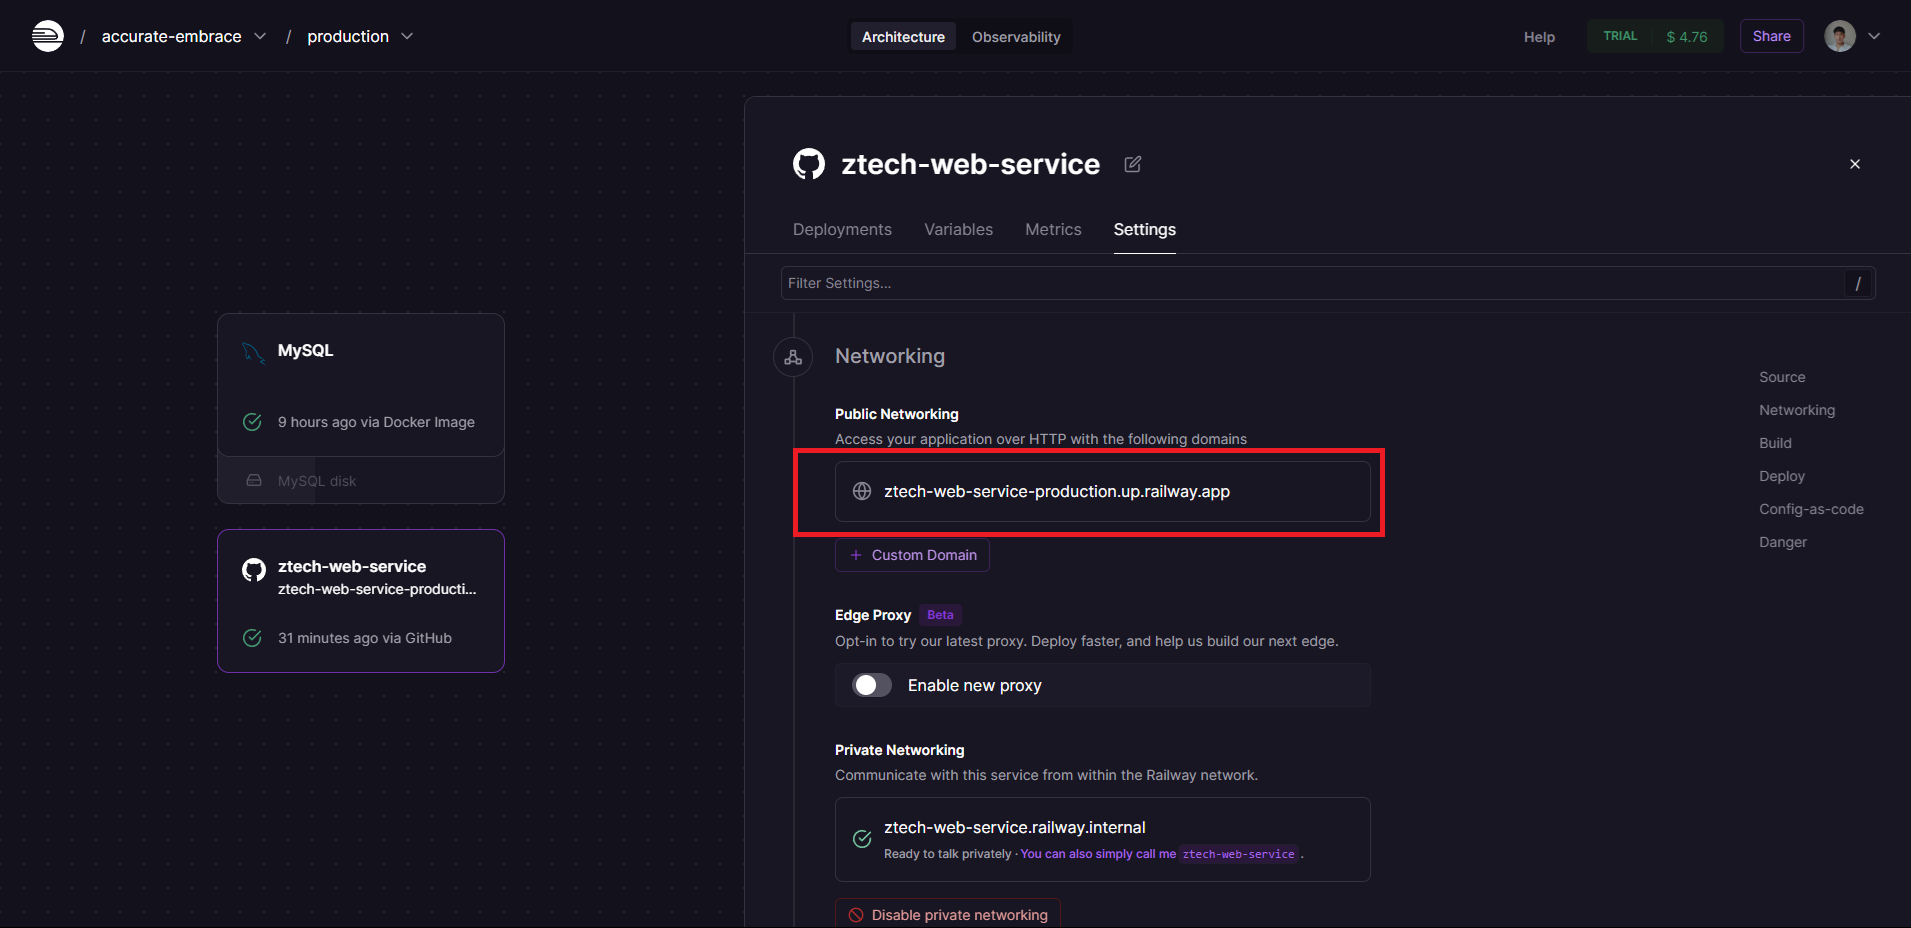 / accurate-embrace / production
Architecture Observability
Help TRIAL $ 4.76 Share
ztech-web-service
Deployments Variables Metrics Settings
Filter Settings... /
MySQL
9 hours ago via Docker Image
MySQL disk
ztech-web-service
ztech-web-service-producti...
31 minutes ago via GitHub
Networking
Public Networking
Access your application over HTTP with the following domains
ztech-web-service-production.up.railway.app
+ Custom Domain
Edge Proxy Beta
Opt-in to try our latest proxy. Deploy faster, and help us build our next edge.
Enable new proxy
Private Networking
Communicate with this service from within the Railway network.
ztech-web-service.railway.internal
Ready to talk privately · You can also simply call me ztech-web-service .
Disable private networking
Source
Networking
Build
Deploy
Config-as-code
Danger